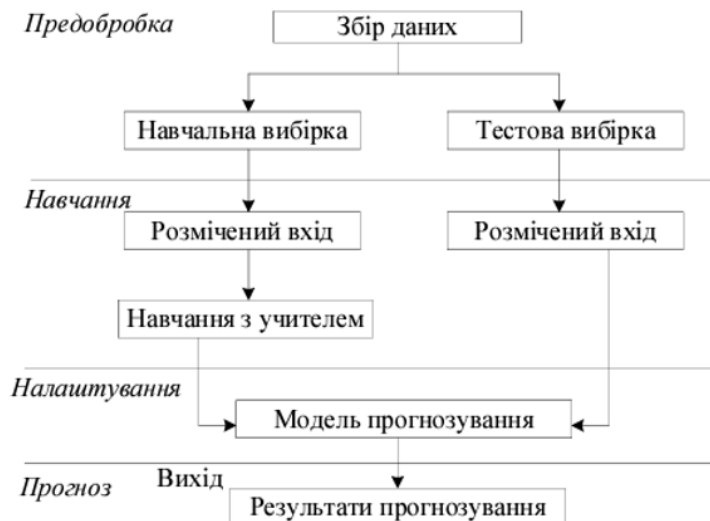 Предобробка
Збір даних
Навчальна вибірка
Тестова вибірка
Навчання
Розмічений вхід
Розмічений вхід
Навчання з учителем
Налаштування
Модель прогнозування
Прогноз
Вихід
Результати прогнозування